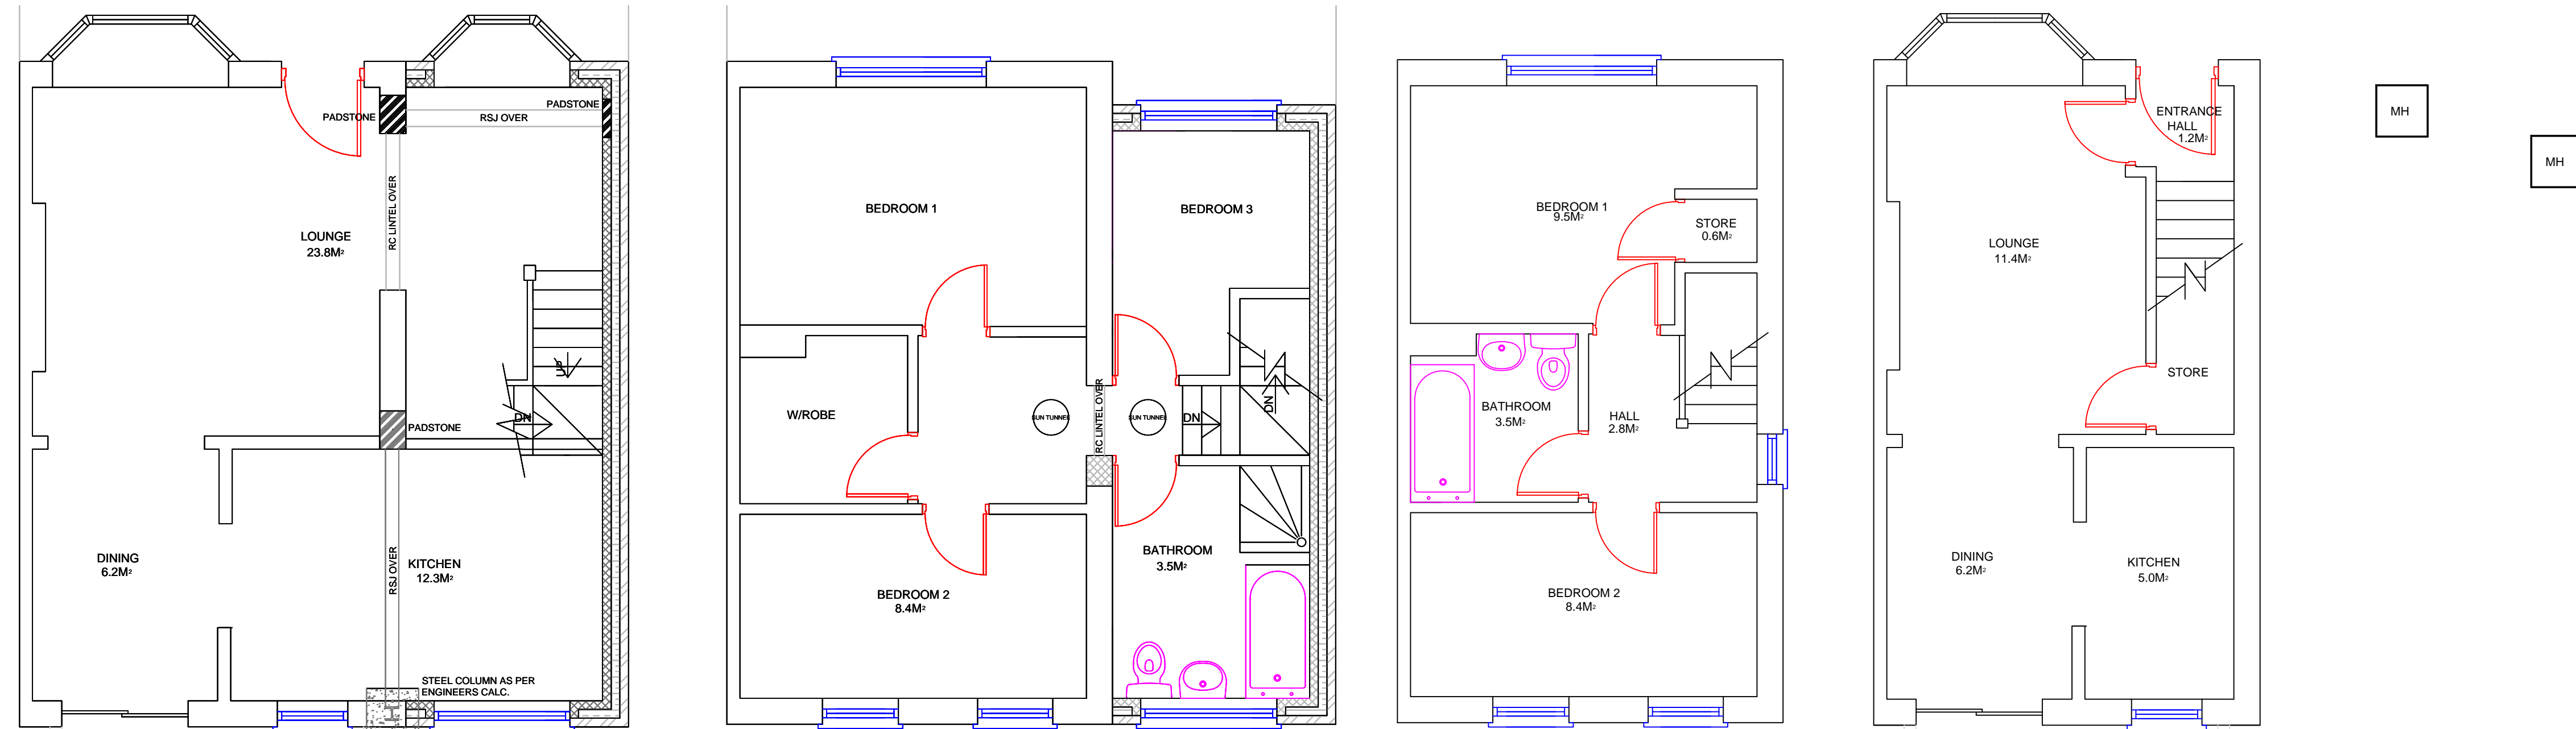 PADSTONE
PADSTONE
RSJ OVER
RC LINTEL OVER
LOUNGE
23.8M²
UP
DN
PADSTONE
DINING
6.2M²
RSJ OVER
KITCHEN
12.3M²
STEEL COLUMN AS PER
ENGINEERS CALC.
BEDROOM 1
BEDROOM 3
W/ROBE
SUN TUNNEL
RC LINTEL OVER
SUN TUNNEL
DN
DN
BATHROOM
3.5M²
BEDROOM 2
8.4M²
BEDROOM 1
9.5M²
STORE
0.6M²
BATHROOM
3.5M²
HALL
2.8M²
BEDROOM 2
8.4M²
ENTRANCE
HALL
1.2M²
LOUNGE
11.4M²
STORE
DINING
6.2M²
KITCHEN
5.0M²
MH
MH